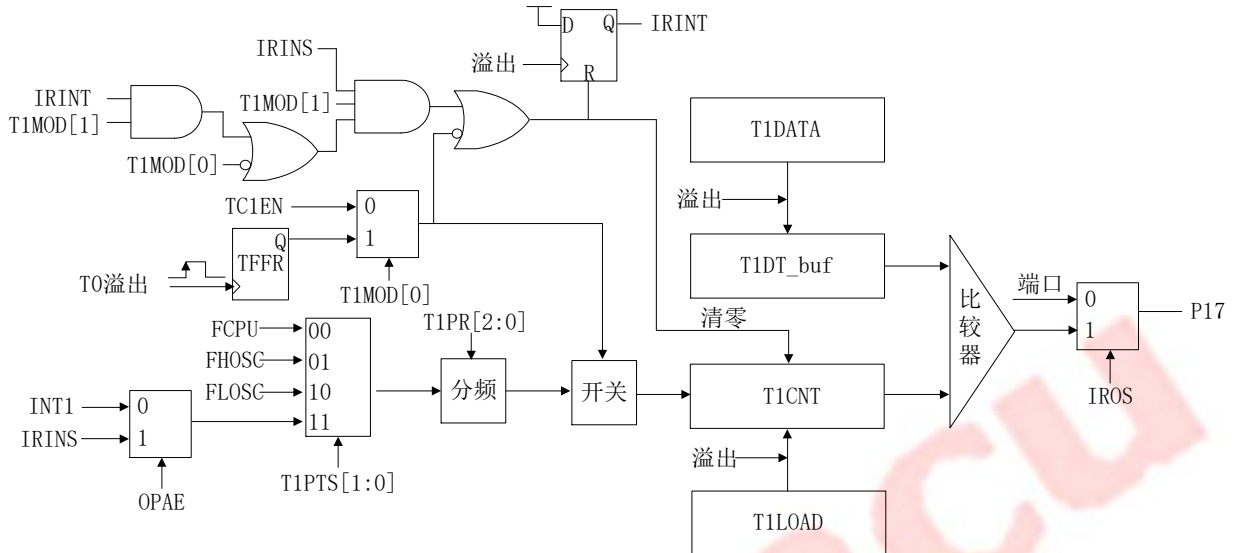 D Q IRINT
溢出
R
IRINS
IRINT
T1MOD[1]
T1MOD[1]
T1MOD[0]
T1DATA
溢出
TC1EN
0
1
Q
TFFR
T0溢出
T1MOD[0]
T1DT_buf
清零
端口
比较器
0
1
P17
IROS
FCPU
FHOSC
FLOSC
00
01
10
11
T1PR[2:0]
分频
开关
T1CNT
INT1
IRINS
0
1
OPAE
T1PTS[1:0]
溢出
T1LOAD
cu